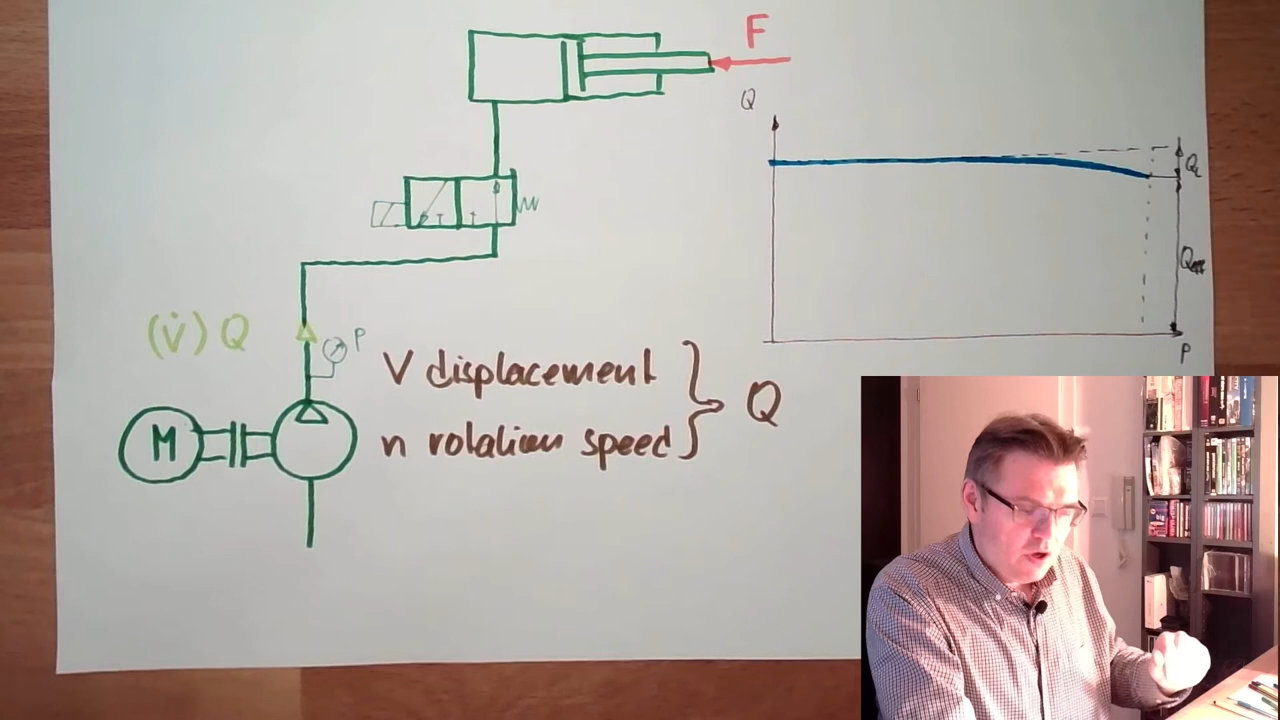 F
Q
QL
Qeff
P
(V̇) Q
P
V displacement
n rotation speed
} Q
M